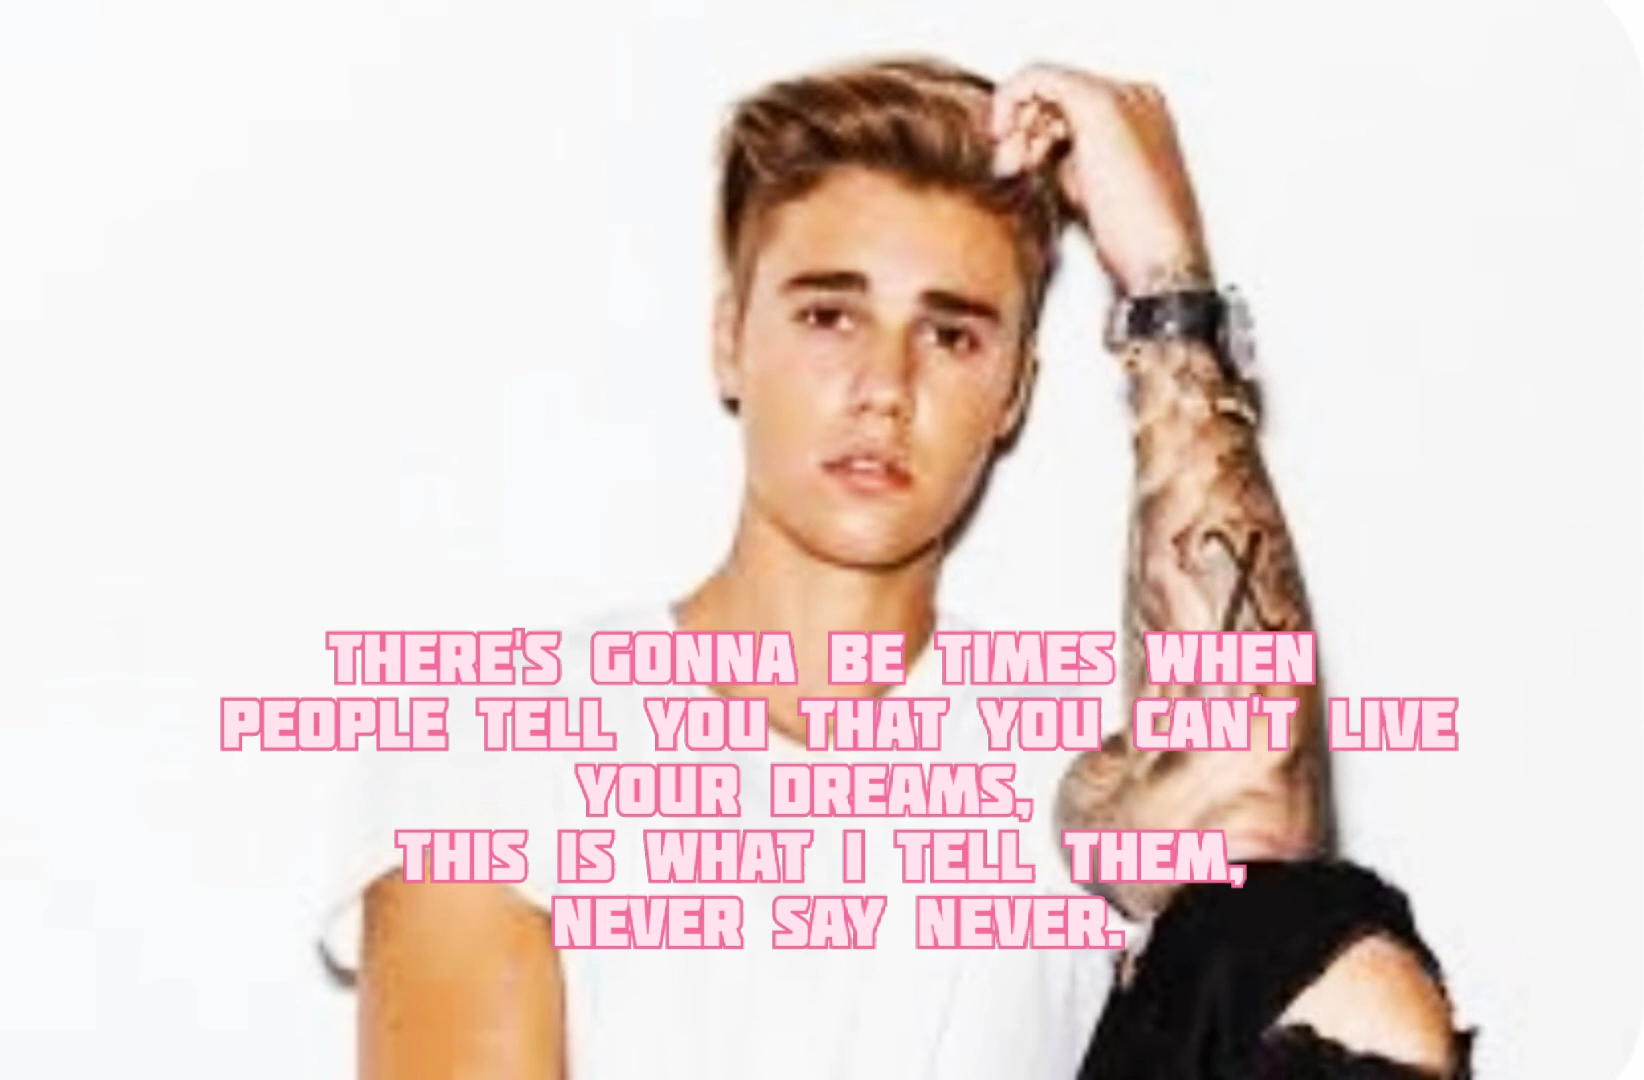 THERE'S GONNA BE TIMES WHEN
PEOPLE TELL YOU THAT YOU CAN'T LIVE
YOUR DREAMS,
THIS IS WHAT I TELL THEM,
NEVER SAY NEVER.